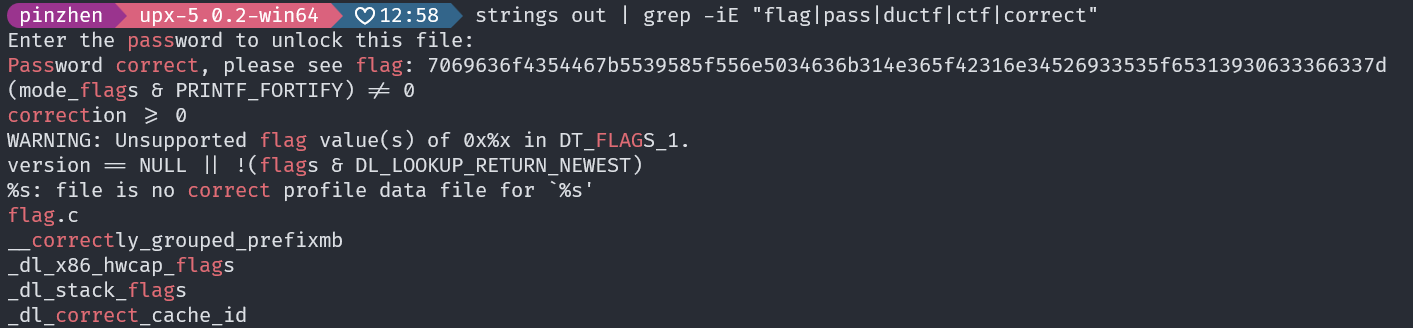 pinzhen upx-5.0.2-win64 ♡12:58 strings out | grep -iE "flag|pass|ductf|ctf|correct"
Enter the password to unlock this file:
Password correct, please see flag: 7069636f4354467b5539585f556e5034636b314e365f42316e34526933535f65313930633366337d
(mode_flags & PRINTF_FORTIFY) ≠ 0
correction ≥ 0
WARNING: Unsupported flag value(s) of 0x%x in DT_FLAGS_1.
version == NULL || !(flags & DL_LOOKUP_RETURN_NEWEST)
%s: file is no correct profile data file for `%s'
flag.c
__correctly_grouped_prefixmb
_dl_x86_hwcap_flags
_dl_stack_flags
_dl_correct_cache_id